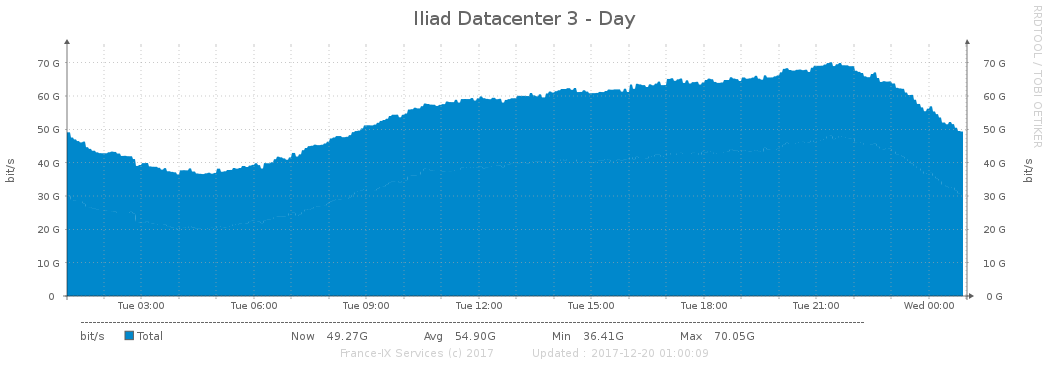 Iliad Datacenter 3 - Day
RRDTOOL / TOBI OETIKER
bit/s
70 G
60 G
50 G
40 G
30 G
20 G
10 G
0
70 G
60 G
50 G
40 G
30 G
20 G
10 G
0 G
bit/s
Tue 03:00 Tue 06:00 Tue 09:00 Tue 12:00 Tue 15:00 Tue 18:00 Tue 21:00 Wed 00:00
bit/s Total Now 49.27G Avg 54.90G Min 36.41G Max 70.05G
France-IX Services (c) 2017 Updated : 2017-12-20 01:00:09